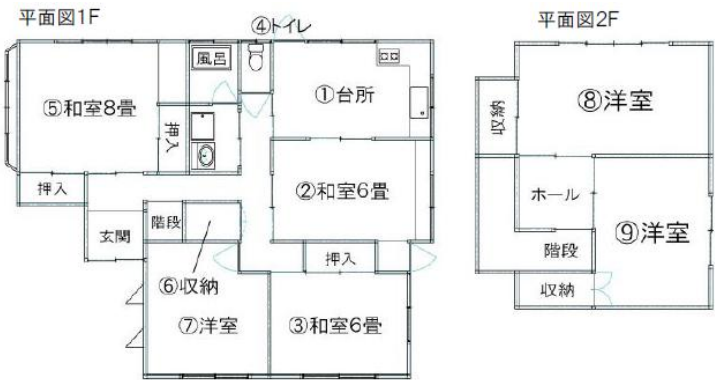 平面図1F
④トイレ
風呂
①台所
⑤和室8畳
押入
押入
②和室6畳
玄関
階段
押入
⑥収納
⑦洋室
③和室6畳
平面図2F
⑧洋室
収納
ホール
⑨洋室
階段
収納